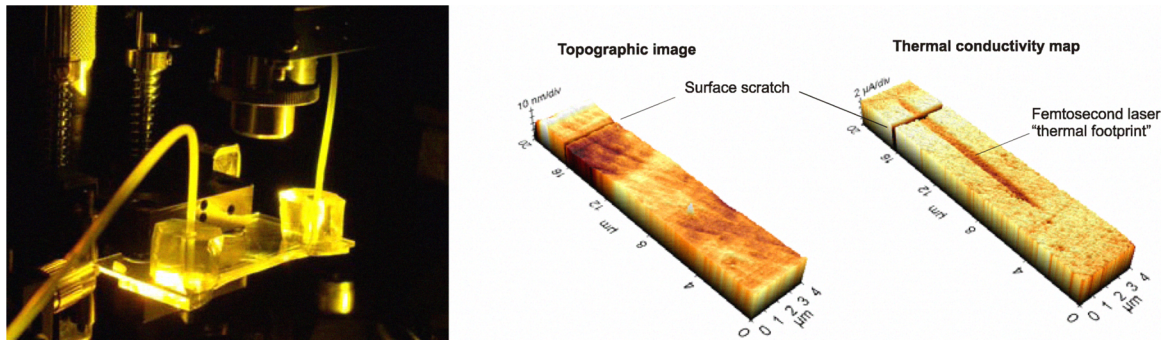 Topographic image
Surface scratch
10 nm/div
20
16
12
μm
8
4
0
0 1 2 3 4
μm
Thermal conductivity map
2 μA/div
Femtosecond laser
"thermal footprint"
20
16
12
μm
8
4
0
0 1 2 3 4
μm